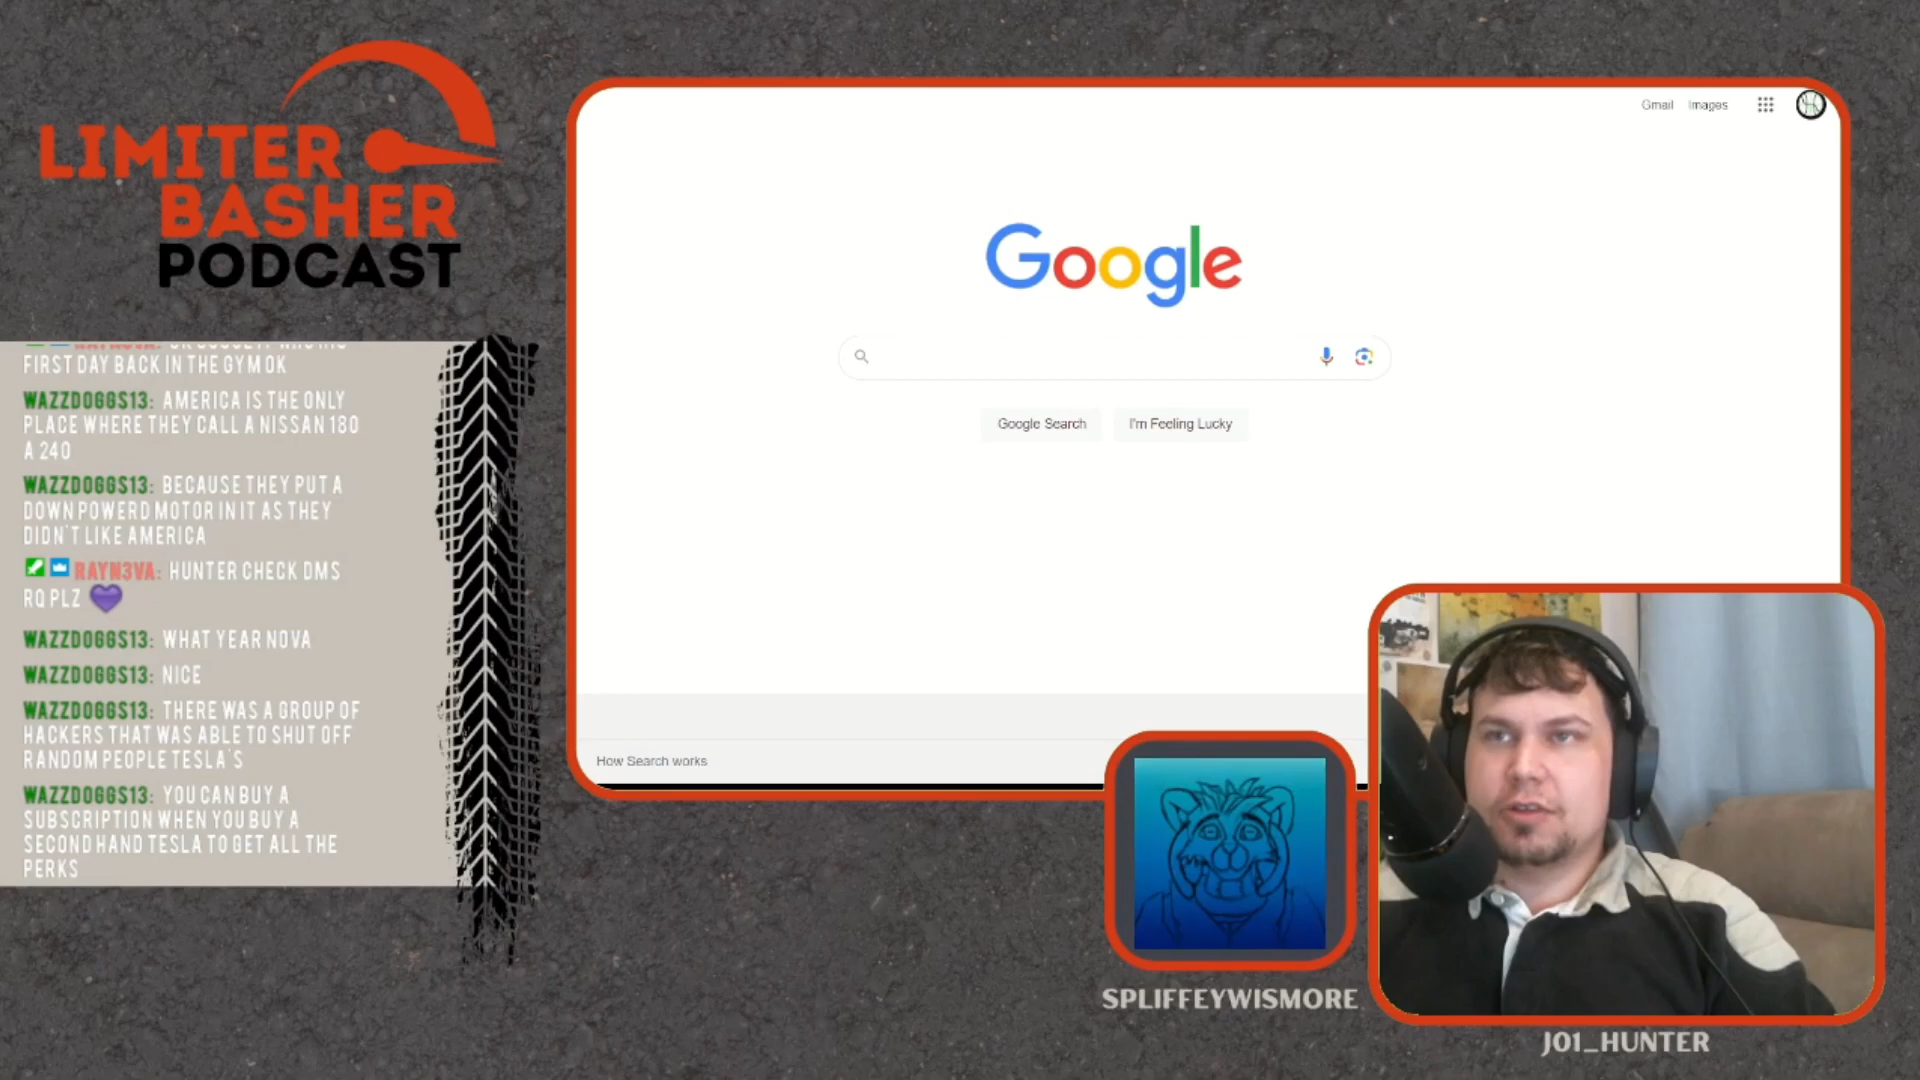 LIMITER
BASHER
PODCAST
FIRST DAY BACK IN THE GYM OK
WAZZDOGGS13: AMERICA IS THE ONLY
PLACE WHERE THEY CALL A NISSAN 180
A 240
WAZZDOGGS13: BECAUSE THEY PUT A
DOWN POWERD MOTOR IN IT AS THEY
DIDN'T LIKE AMERICA
RAYN3VA: HUNTER CHECK DMS
RQ PLZ
WAZZDOGGS13: WHAT YEAR NOVA
WAZZDOGGS13: NICE
WAZZDOGGS13: THERE WAS A GROUP OF
HACKERS THAT WAS ABLE TO SHUT OFF
RANDOM PEOPLE TESLA'S
WAZZDOGGS13: YOU CAN BUY A
SUBSCRIPTION WHEN YOU BUY A
SECOND HAND TESLA TO GET ALL THE
PERKS
Gmail Images
Google
Google Search I'm Feeling Lucky
How Search works
SPLIFFEYWISMORE
JO1_HUNTER